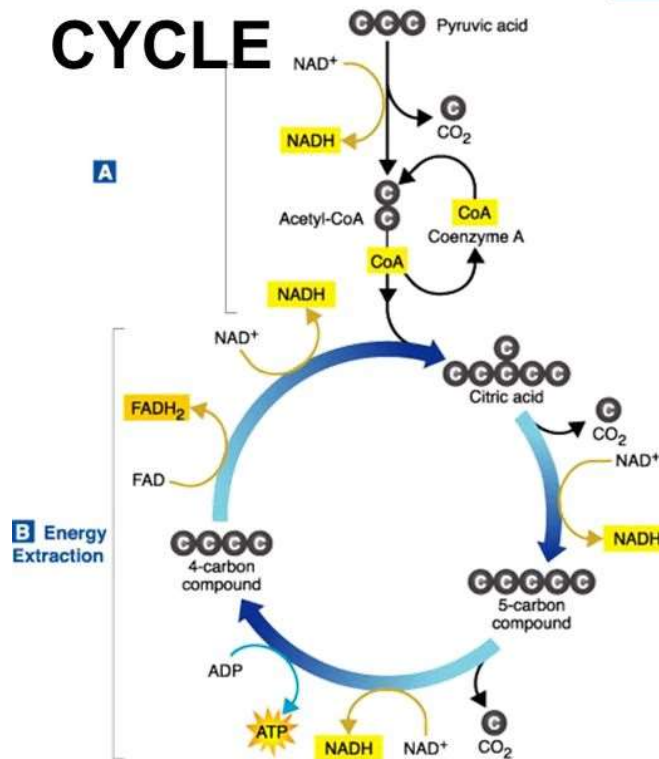 CYCLE
C C C Pyruvic acid
NAD+
C
CO2
NADH
A
C
C
Acetyl-CoA
CoA
Coenzyme A
CoA
NADH
NAD+
C
C C C C C
Citric acid
C
CO2
FADH2
NAD+
FAD
B Energy
Extraction
NADH
C C C C
4-carbon
compound
C C C C C
5-carbon
compound
ADP
ATP
NADH
NAD+
C
CO2